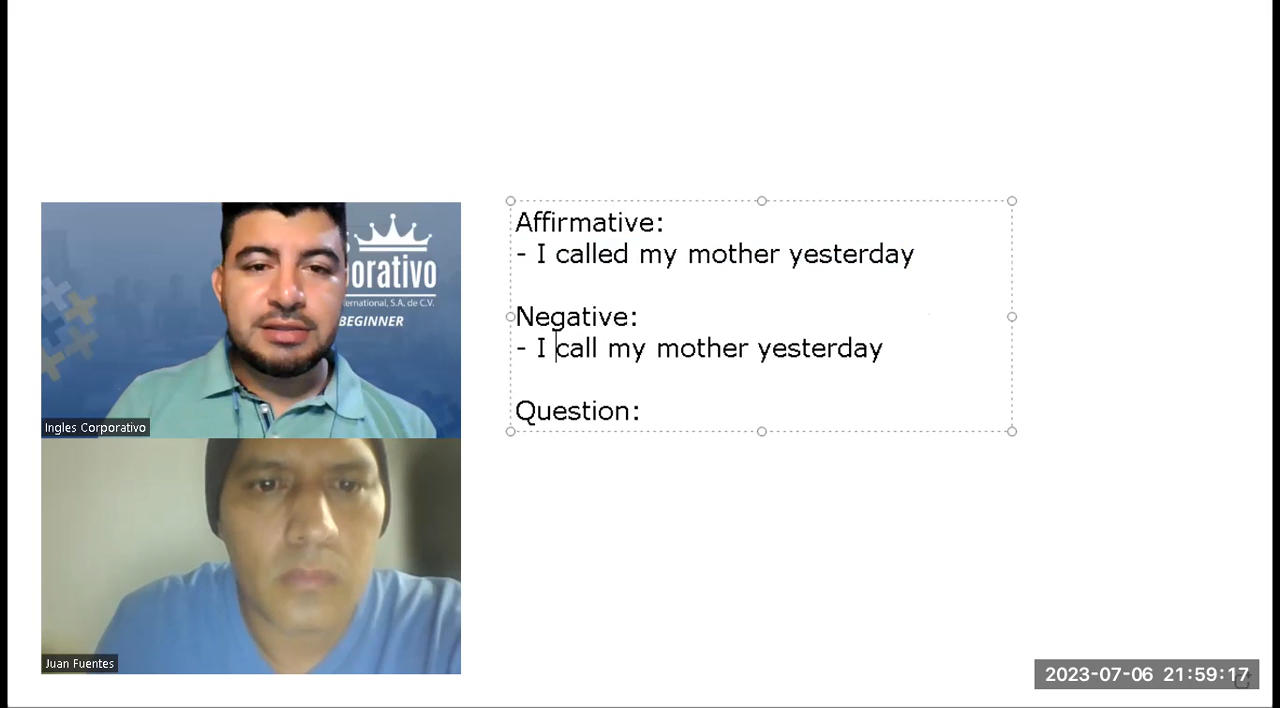 orativo
ternational, S.A. de C.V.
BEGINNER
Ingles Corporativo
Juan Fuentes
Affirmative:
- I called my mother yesterday
Negative:
- I call my mother yesterday
Question:
2023-07-06 21:59:17